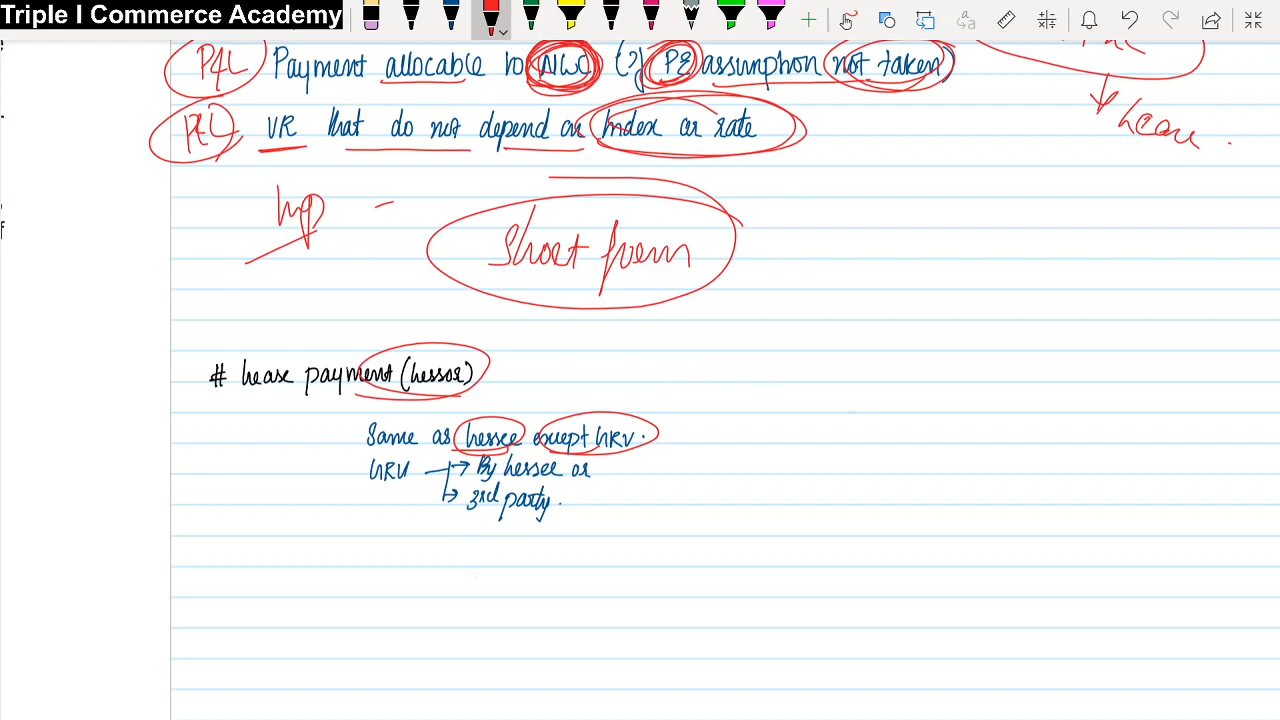 Triple I Commerce Academy
P&L Payment allocable to NLC (?) PE assumption not taken)
P&L VR that do not depend on Index or rate
lease
Short form
# Lease payment (Lessor)
Same as Lessee except GRV.
GRV → By Lessee or
→ 3rd party.